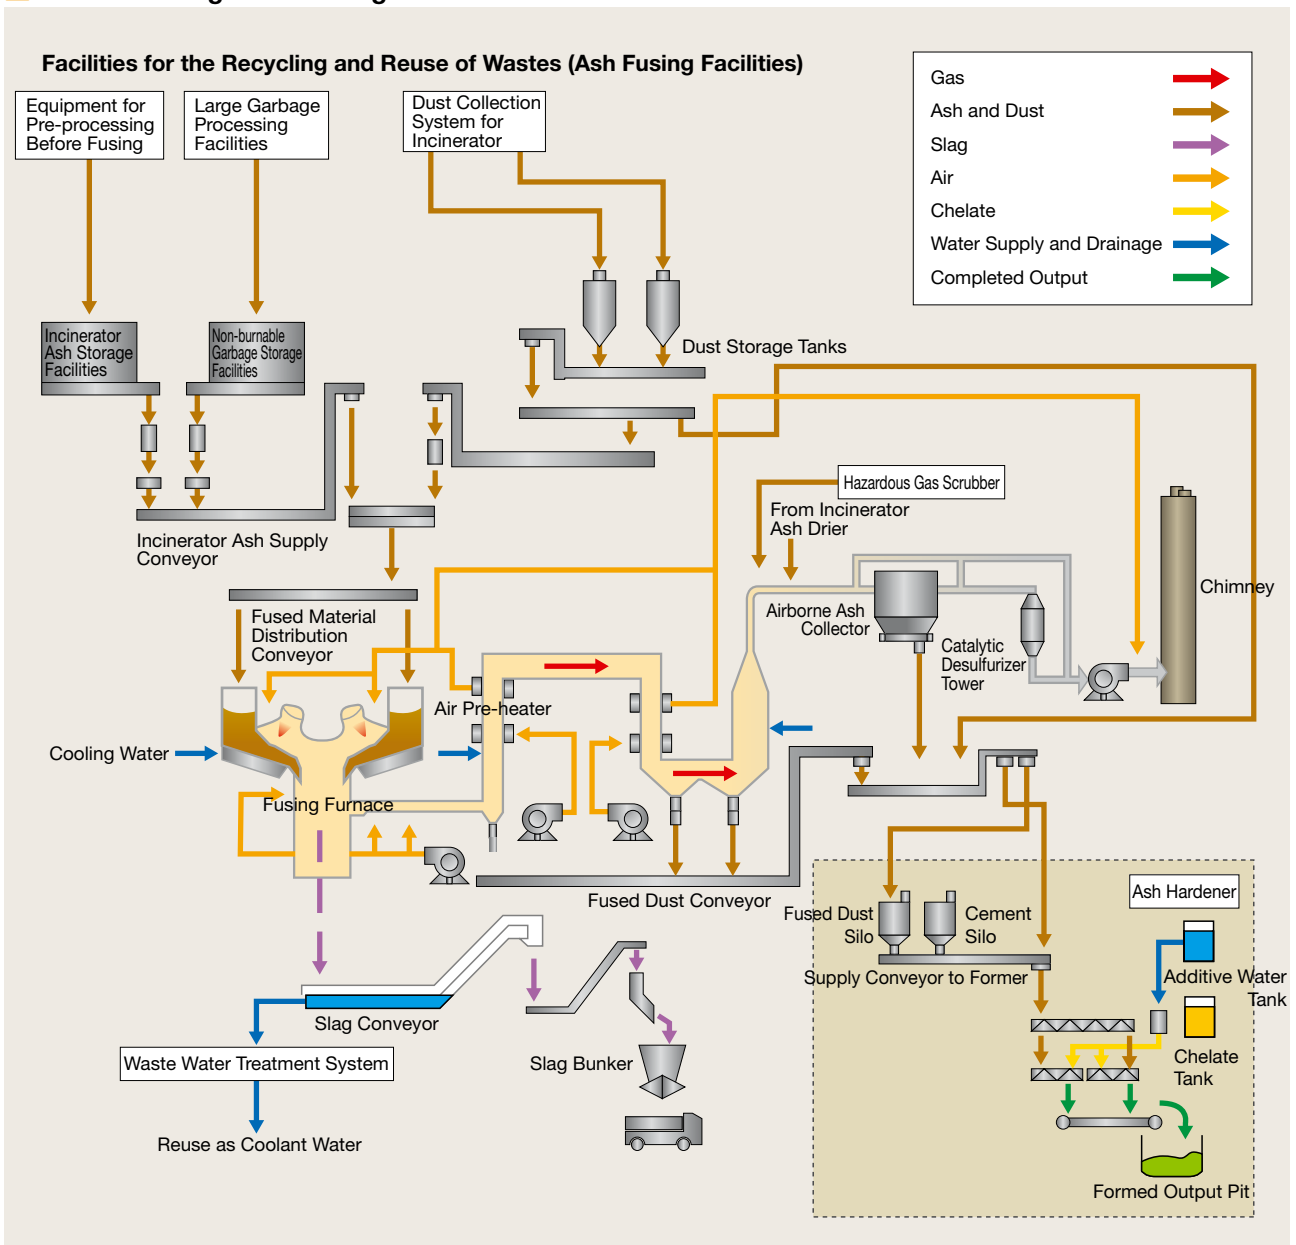 Facilities for the Recycling and Reuse of Wastes (Ash Fusing Facilities)
Gas
Ash and Dust
Slag
Air
Chelate
Water Supply and Drainage
Completed Output
Equipment for
Pre-processing
Before Fusing
Large Garbage
Processing
Facilities
Dust Collection
System for
Incinerator
Incinerator
Ash Storage
Facilities
Non-burnable
Garbage Storage
Facilities
Dust Storage Tanks
Hazardous Gas Scrubber
From Incinerator
Ash Drier
Incinerator Ash Supply
Conveyor
Chimney
Airborne Ash
Collector
Fused Material
Distribution
Conveyor
Catalytic
Desulfurizer
Tower
Air Pre-heater
Cooling Water
Fusing Furnace
Fused Dust Conveyor
Ash Hardener
Fused Dust
Silo
Cement
Silo
Supply Conveyor to Former
Additive Water
Tank
Slag Conveyor
Chelate
Tank
Waste Water Treatment System
Slag Bunker
Reuse as Coolant Water
Formed Output Pit